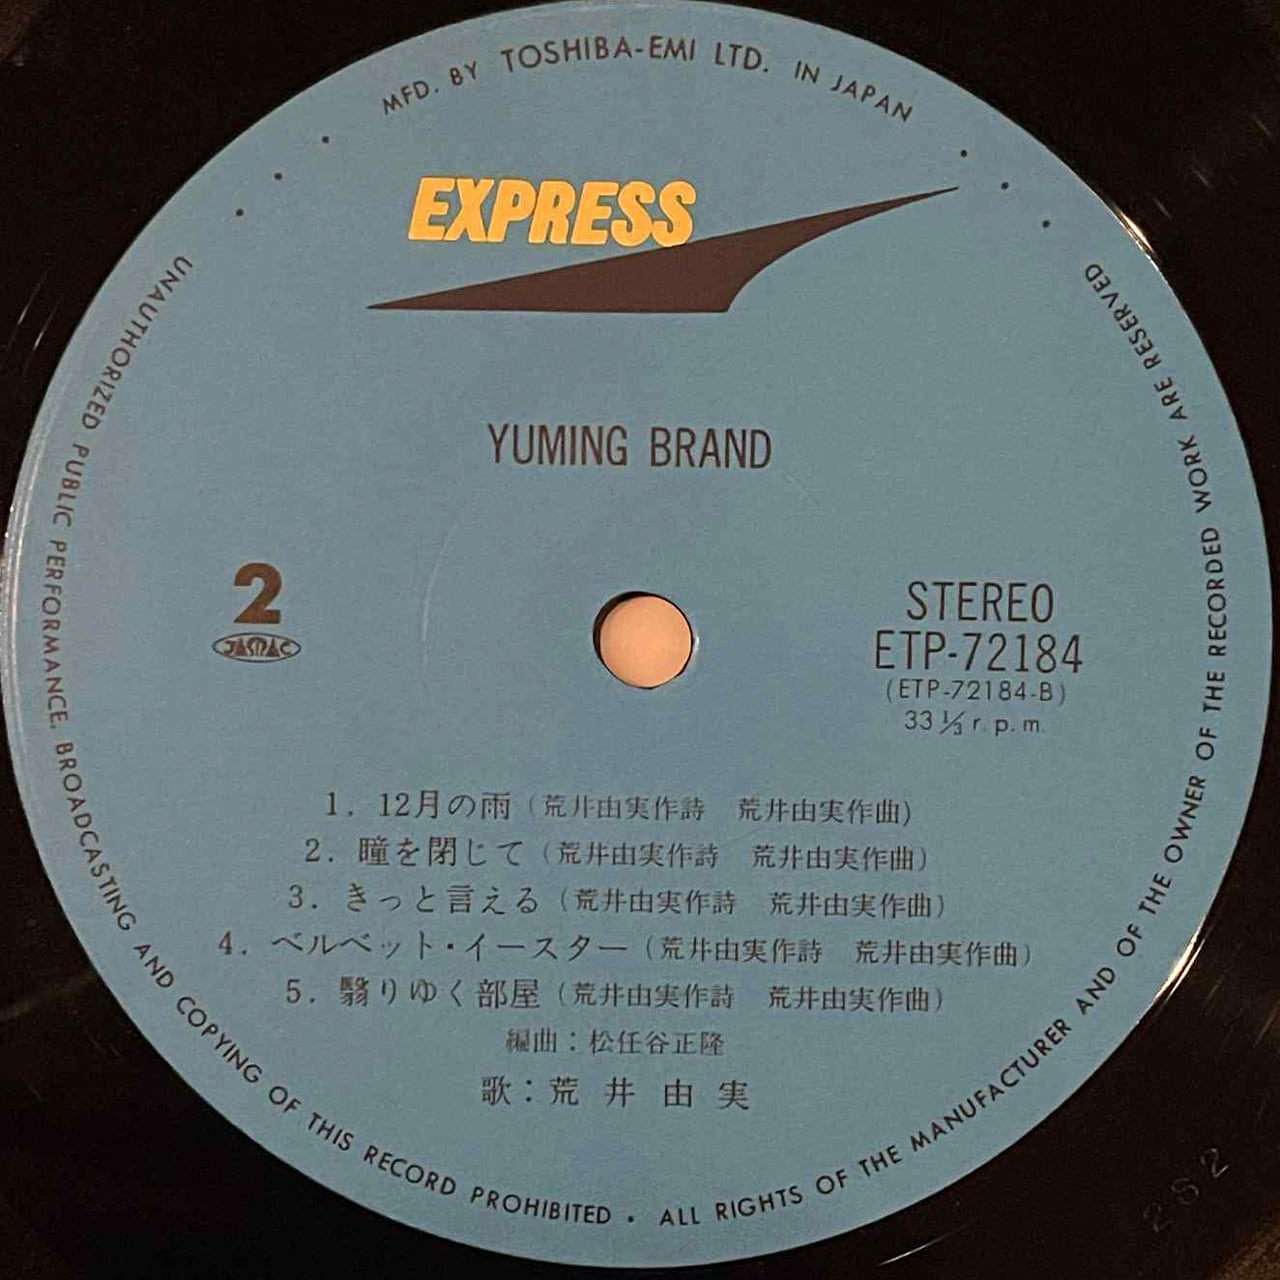 MFD. BY TOSHIBA-EMI LTD. IN JAPAN
EXPRESS
YUMING BRAND
2
JASRAC
STEREO
ETP-72184
(ETP-72184-B)
33⅓ r.p.m.
1. 12月の雨 (荒井由実作詩 荒井由実作曲)
2. 瞳を閉じて (荒井由実作詩 荒井由実作曲)
3. きっと言える (荒井由実作詩 荒井由実作曲)
4. ベルベット・イースター (荒井由実作詩 荒井由実作曲)
5. 翳りゆく部屋 (荒井由実作詩 荒井由実作曲)
編曲：松任谷正隆
歌：荒井由実
UNAUTHORIZED PUBLIC PERFORMANCE, BROADCASTING AND COPYING OF THIS RECORD PROHIBITED • ALL RIGHTS OF THE MANUFACTURER AND OF THE OWNER OF THE RECORDED WORK ARE RESERVED
2S2